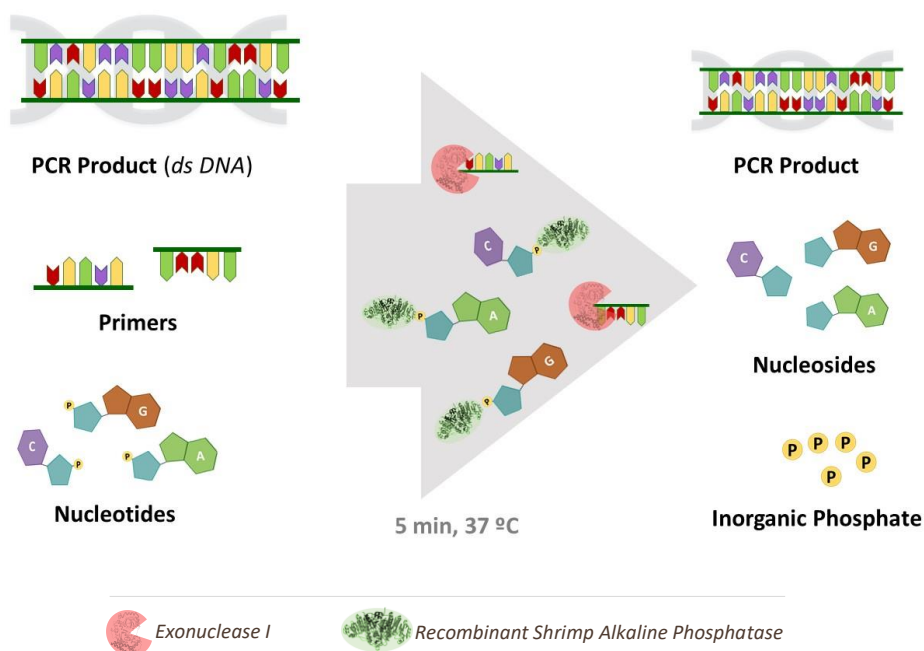 PCR Product (ds DNA)
PCR Product
Primers
C
P
P
A
P
G
P
C
G
A
Nucleosides
P
G
C
P
P
A
Nucleotides
P
P
P
P
P
Inorganic Phosphate
5 min, 37 ºC
Exonuclease I
Recombinant Shrimp Alkaline Phosphatase